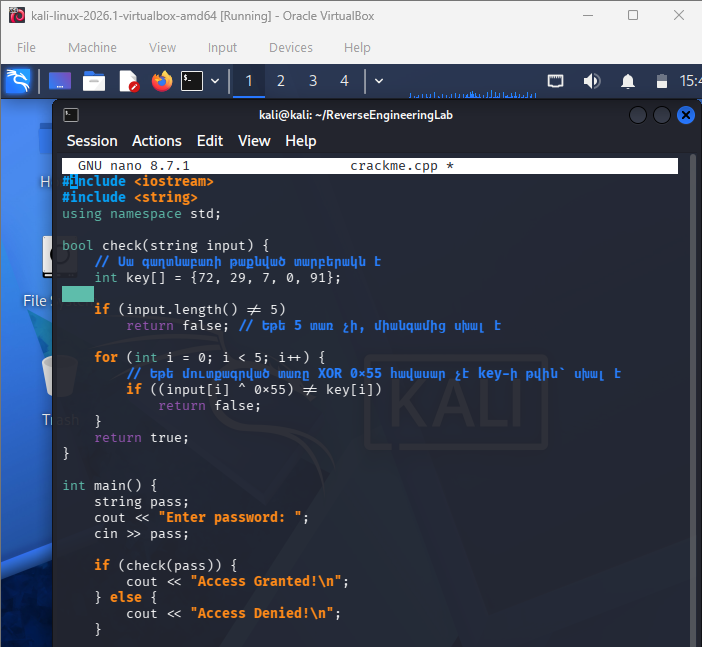 kali-linux-2026.1-virtualbox-amd64 [Running] - Oracle VirtualBox
File Machine View Input Devices Help
1 2 3 4 15:4
kali@kali: ~/ReverseEngineeringLab
Session Actions Edit View Help
GNU nano 8.7.1 crackme.cpp *
#include <iostream>
#include <string>
using namespace std;
bool check(string input) {
// Սա գաղտնաբառի թաքնված տարբերակն է
int key[] = {72, 29, 7, 0, 91};
if (input.length() != 5)
return false; // եթե 5 տառ չի, միանգամից սխալ է
for (int i = 0; i < 5; i++) {
// եթե մուտքագրված տառը XOR 0x55 հավասար չէ key-ի թվին՝ սխալ է
if ((input[i] ^ 0x55) != key[i])
return false;
}
return true;
}
int main() {
string pass;
cout << "Enter password: ";
cin >> pass;
if (check(pass)) {
cout << "Access Granted!\n";
} else {
cout << "Access Denied!\n";
}
H
File S
Trash
KALI